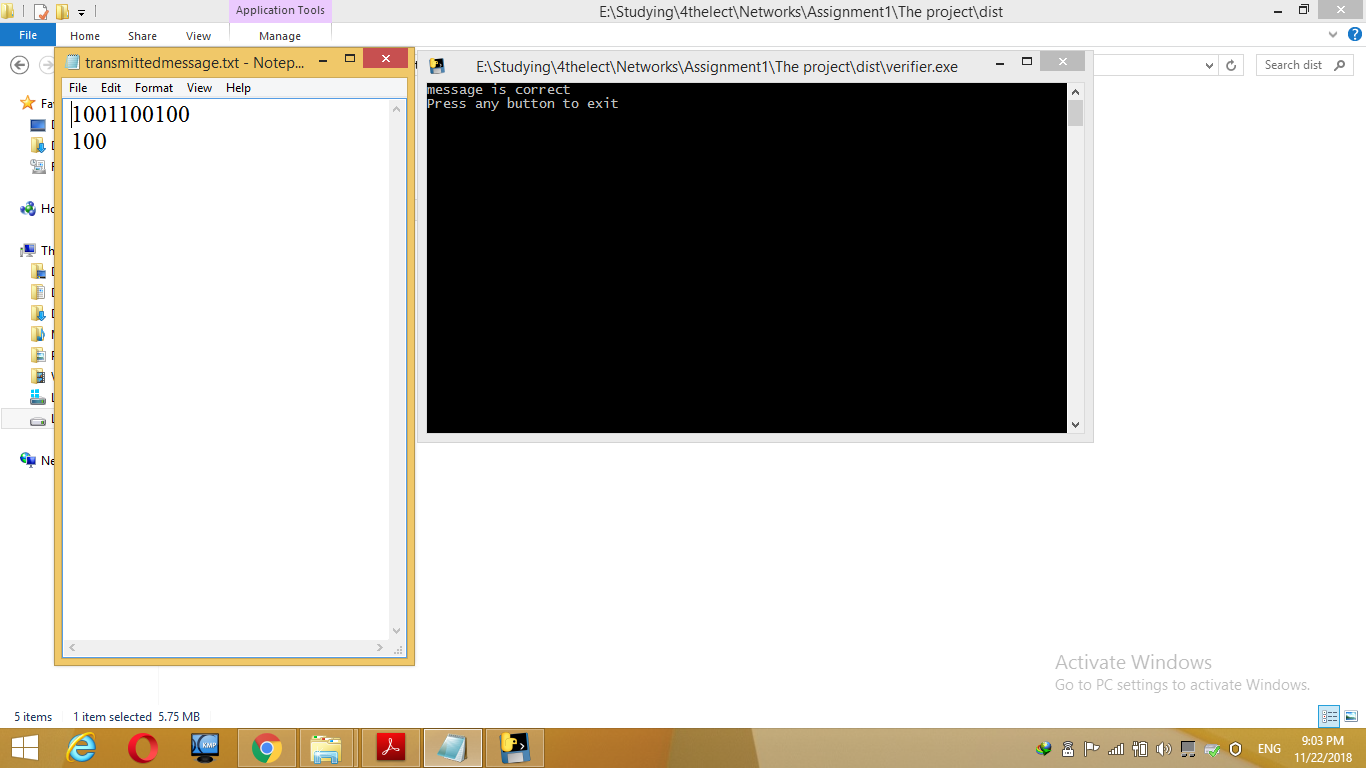 Application Tools
E:\Studying\4thelect\Networks\Assignment1\The project\dist
File Home Share View Manage
transmittedmessage.txt - Notep...
File Edit Format View Help
1001100100
100
E:\Studying\4thelect\Networks\Assignment1\The project\dist\verifier.exe
message is correct
Press any button to exit
Search dist
Fa
Ho
Th
Ne
Activate Windows
Go to PC settings to activate Windows.
5 items 1 item selected 5.75 MB
KMP
ENG
9:03 PM
11/22/2018